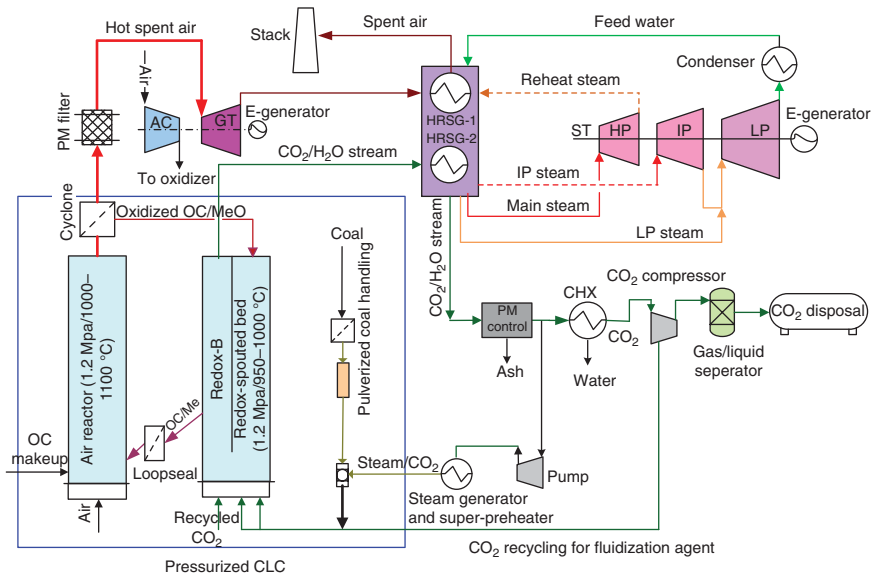 Hot spent air
Stack
Spent air
Feed water
Condenser
Air
PM filter
AC
GT
E-generator
To oxidizer
HRSG-1
HRSG-2
Reheat steam
ST
HP
IP
LP
E-generator
CO₂/H₂O stream
IP steam
Main steam
LP steam
Cyclone
Oxidized OC/MeO
Coal
CO₂/H₂O stream
Air reactor (1.2 Mpa/1000–
1100 °C)
Redox-B
Redox-spouted bed
(1.2 Mpa/950–1000 °C)
Pulverized coal handling
PM
control
Ash
CHX
Water
CO₂
CO₂ compressor
Gas/liquid
seperator
CO₂ disposal
OC/Me
Loopseal
OC
makeup
Air
Recycled
CO₂
Steam/CO₂
Steam generator
and super-preheater
Pump
CO₂ recycling for fluidization agent
Pressurized CLC